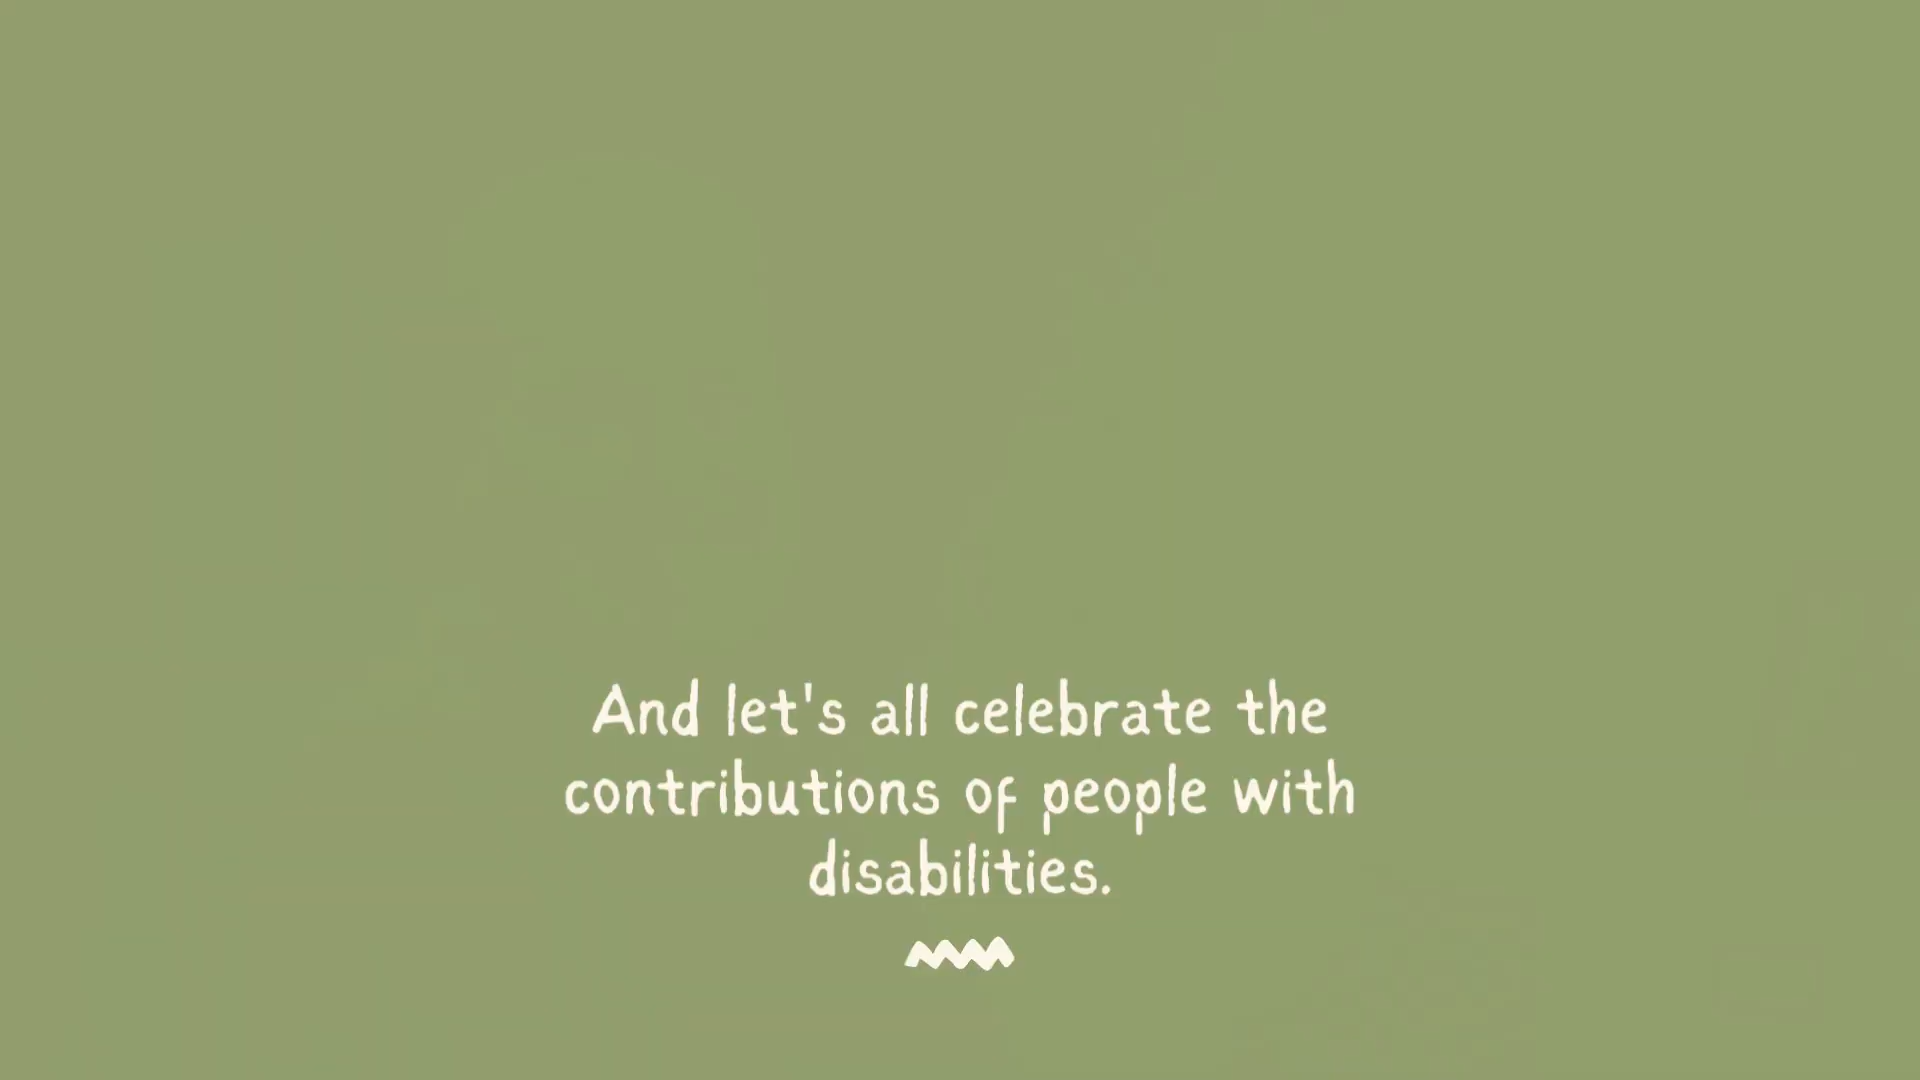 And let's all celebrate the
contributions of people with
disabilities.